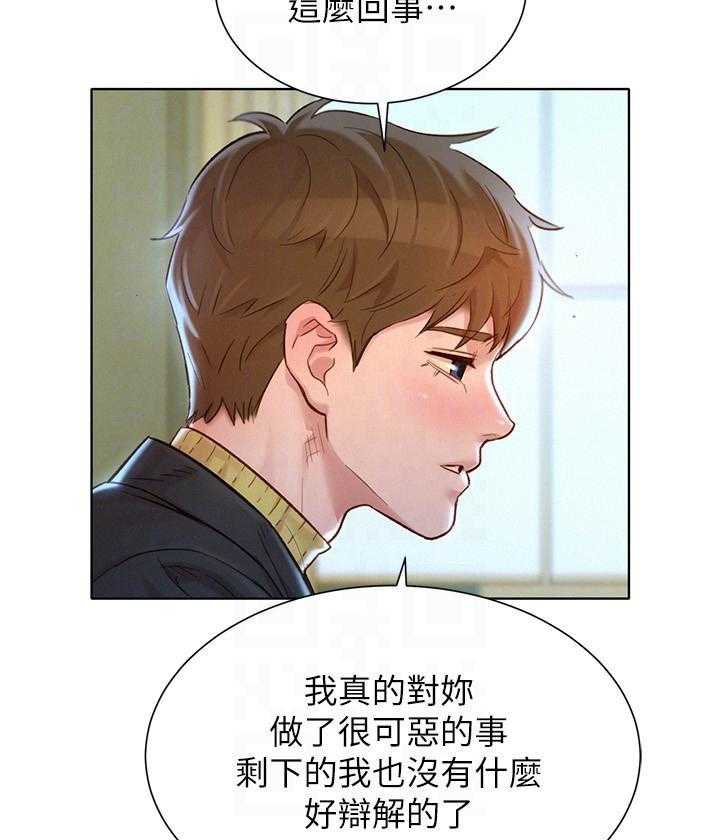 這麼回事…
我真的對妳
做了很可惡的事
剩下的我也沒有什麼
好辯解的了